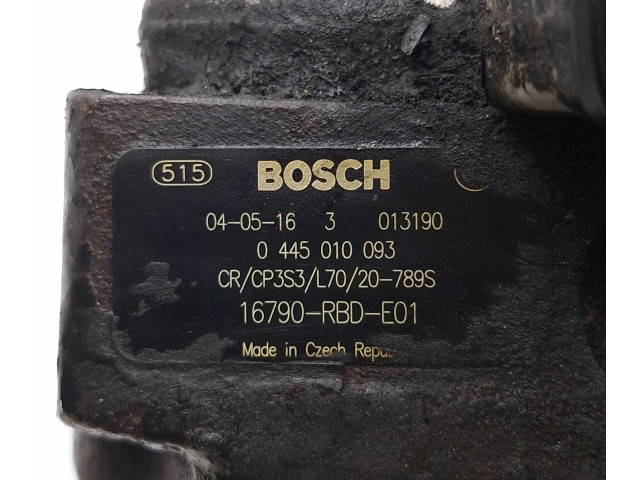 515 BOSCH
04-05-16 3 013190
0 445 010 093
CR/CP3S3/L70/20-789S
16790-RBD-E01
Made in Czech